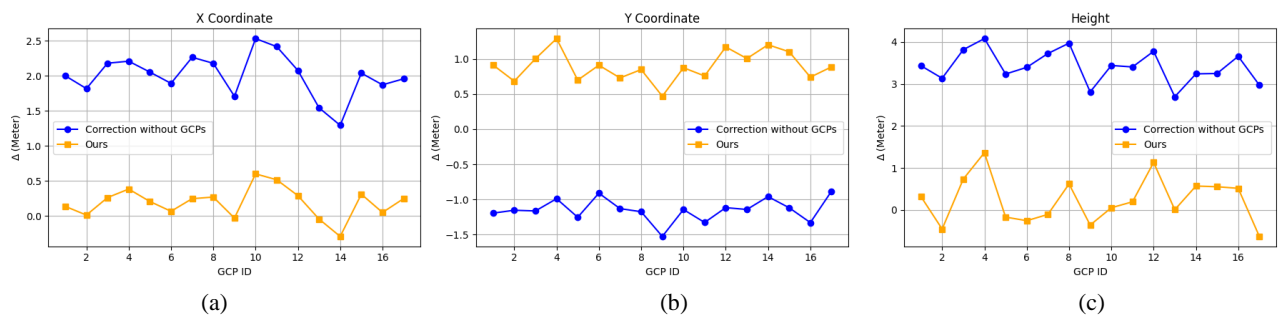 X Coordinate
2.5
2.0
1.5
1.0
0.5
0.0
Δ (Meter)
Correction without GCPs
Ours
2 4 6 8 10 12 14 16
GCP ID
(a)
Y Coordinate
1.0
0.5
0.0
−0.5
−1.0
−1.5
Δ (Meter)
Correction without GCPs
Ours
2 4 6 8 10 12 14 16
GCP ID
(b)
Height
4
3
2
1
0
Δ (Meter)
Correction without GCPs
Ours
2 4 6 8 10 12 14 16
GCP ID
(c)